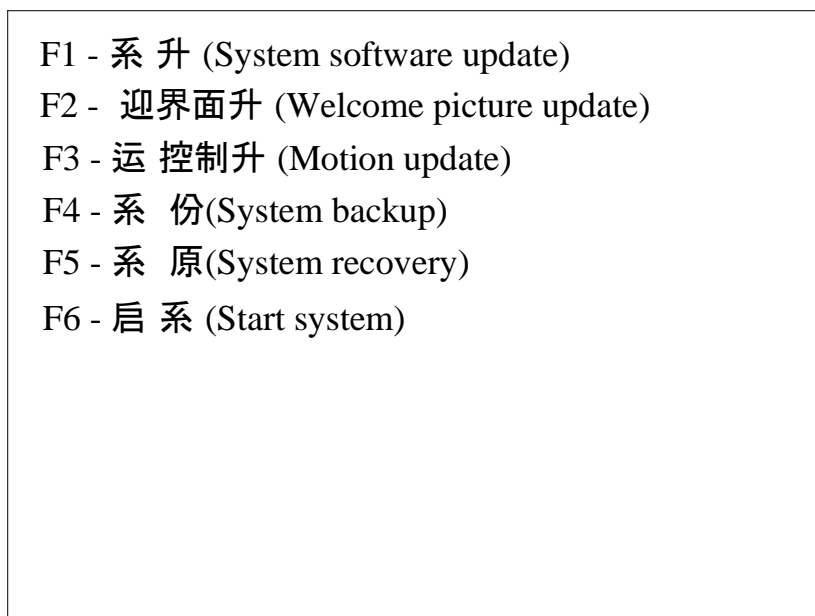 F1 - 系 升 (System software update)
F2 - 迎界面升 (Welcome picture update)
F3 - 运 控制升 (Motion update)
F4 - 系 份(System backup)
F5 - 系 原(System recovery)
F6 - 启 系 (Start system)